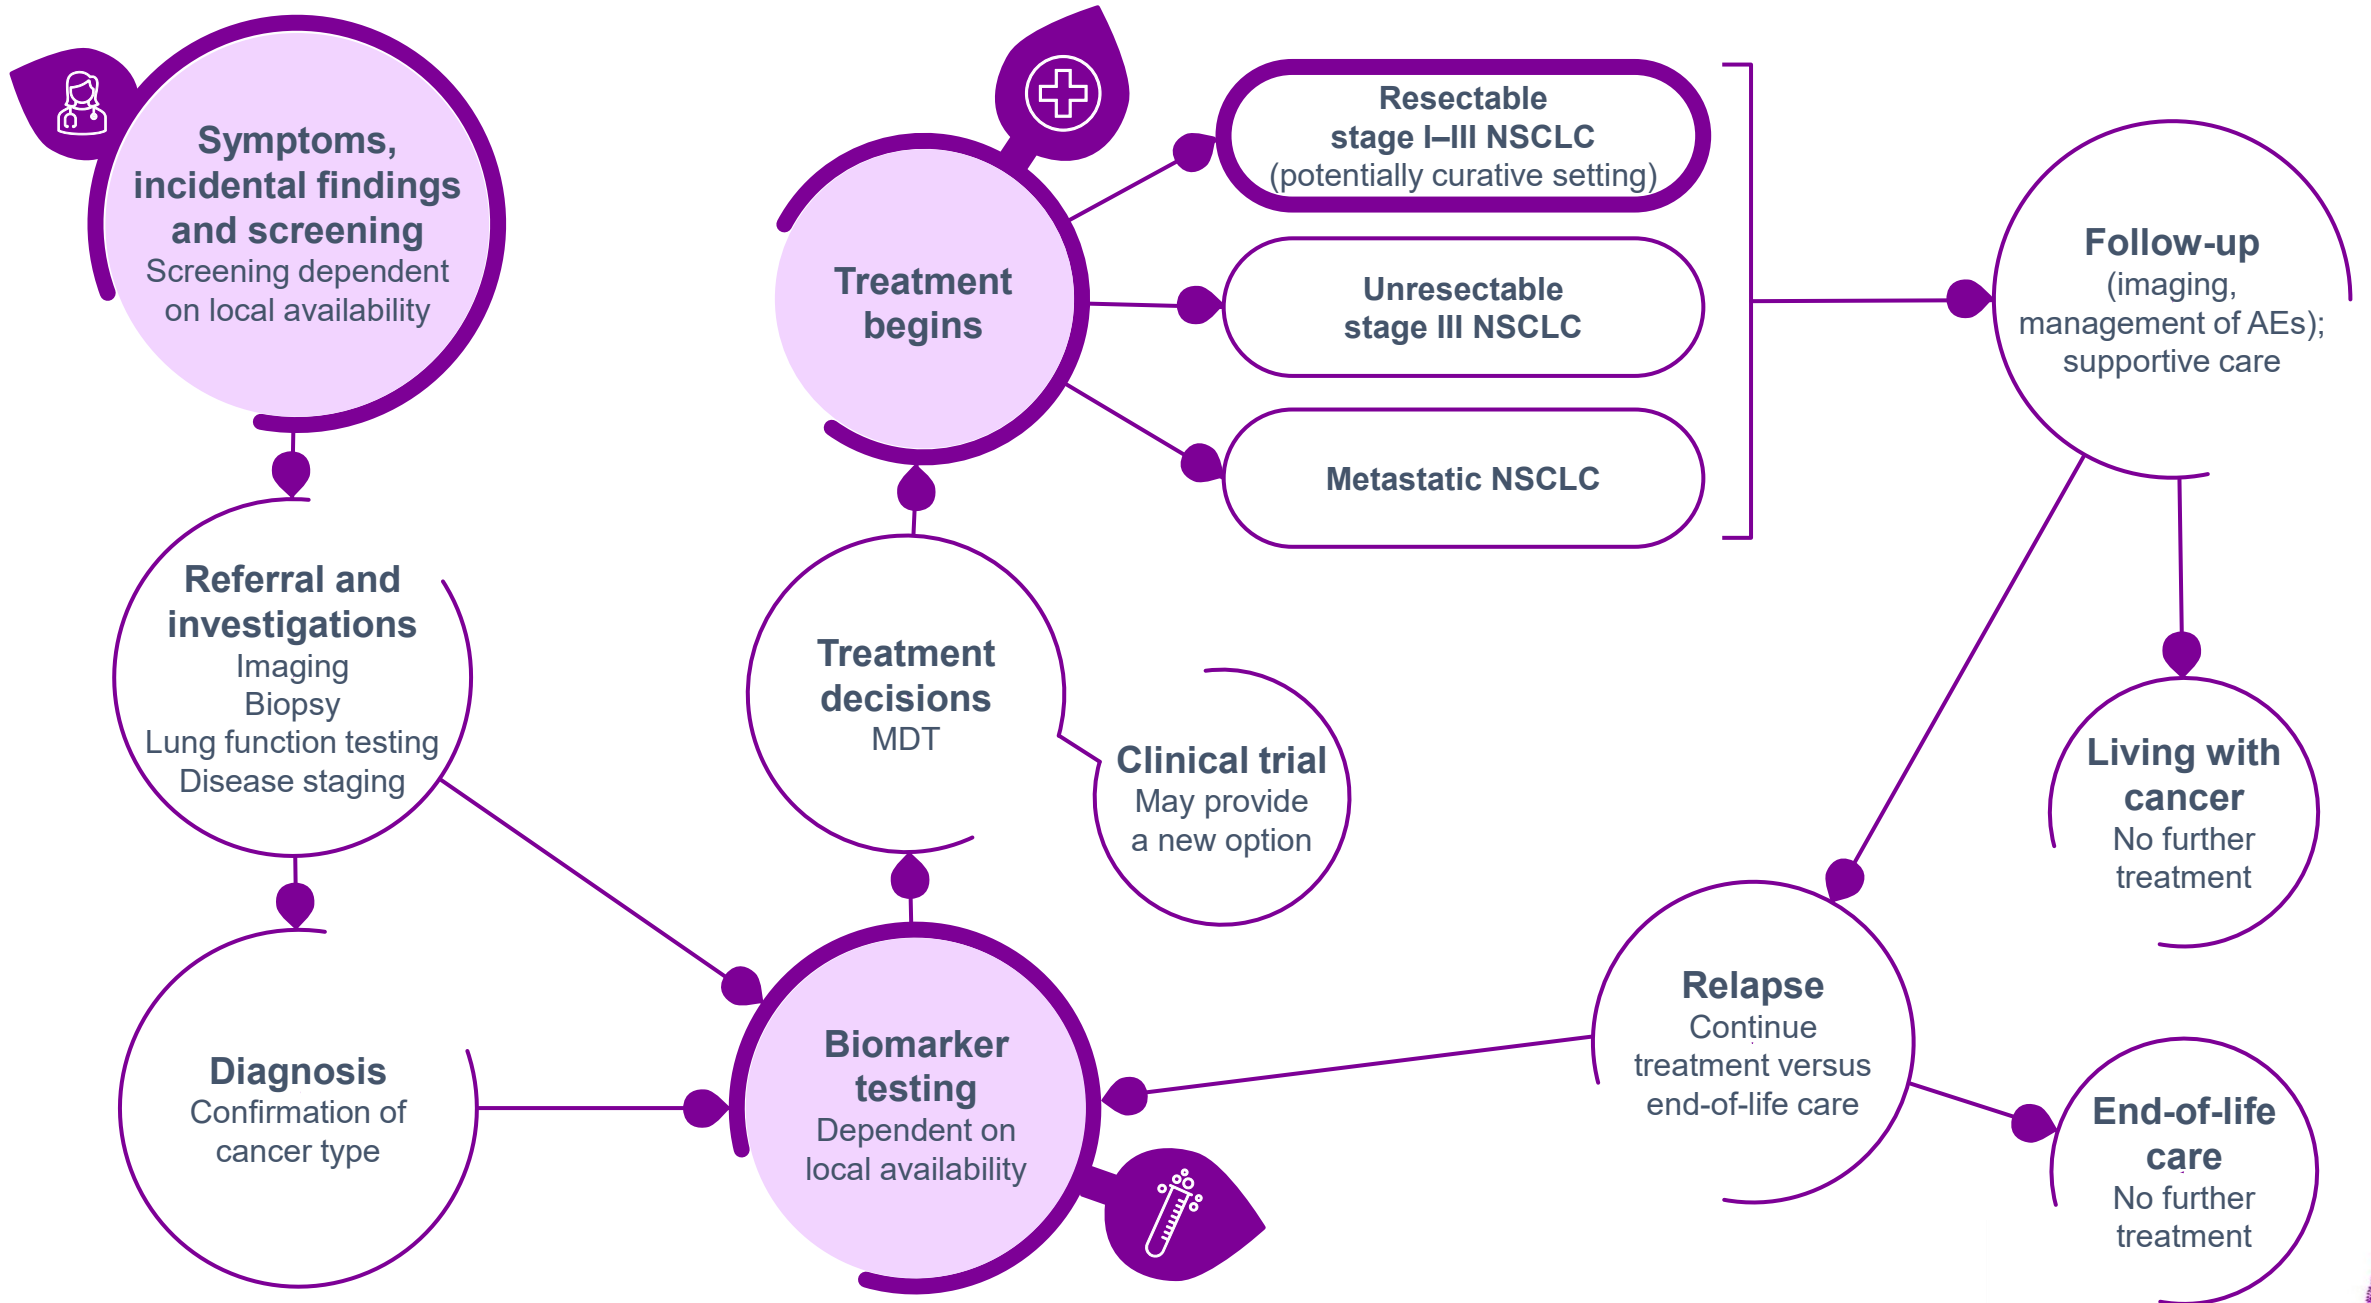 Symptoms,
incidental findings
and screening
Screening dependent
on local availability
Referral and
investigations
Imaging
Biopsy
Lung function testing
Disease staging
Diagnosis
Confirmation of
cancer type
Biomarker
testing
Dependent on
local availability
Treatment
decisions
MDT
Clinical trial
May provide
a new option
Treatment
begins
Resectable
stage I–III NSCLC
(potentially curative setting)
Unresectable
stage III NSCLC
Metastatic NSCLC
Follow-up
(imaging,
management of AEs);
supportive care
Living with
cancer
No further
treatment
Relapse
Continue
treatment versus
end-of-life care
End-of-life
care
No further
treatment